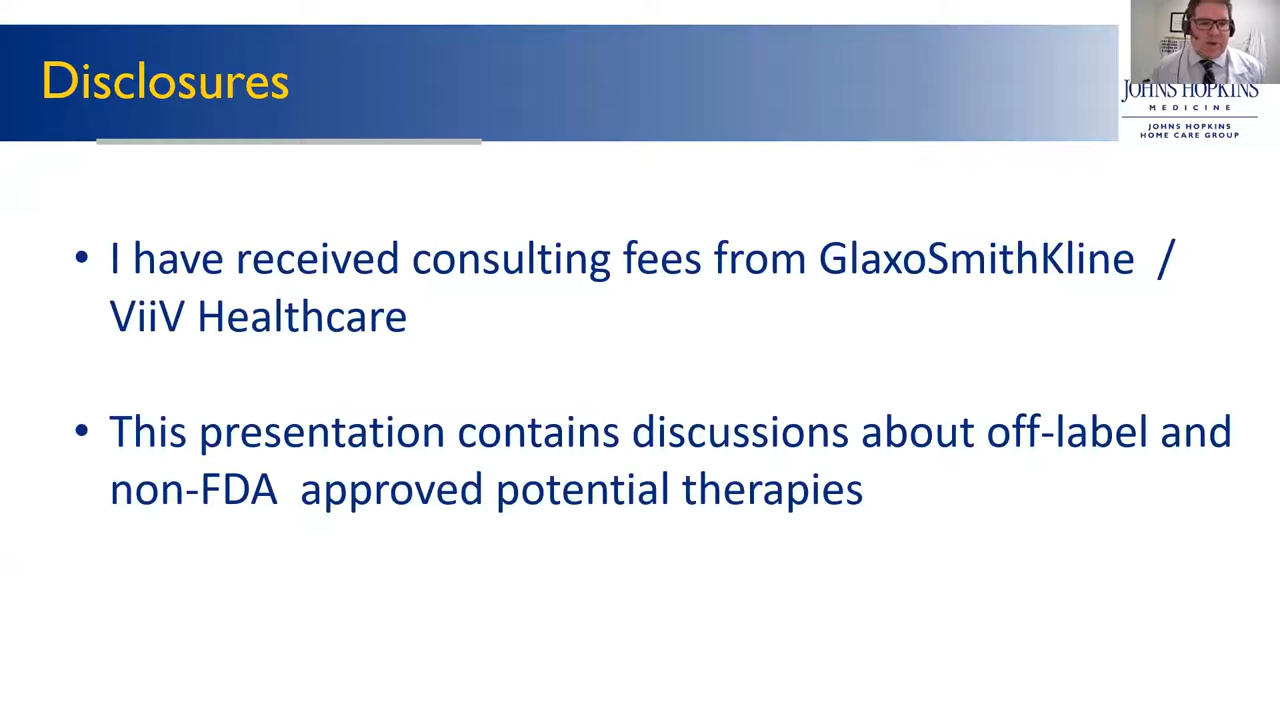 Disclosures
JOHNS HOPKINS
MEDICINE
JOHNS HOPKINS
HOME CARE GROUP
• I have received consulting fees from GlaxoSmithKline /
ViiV Healthcare
• This presentation contains discussions about off-label and
non-FDA approved potential therapies